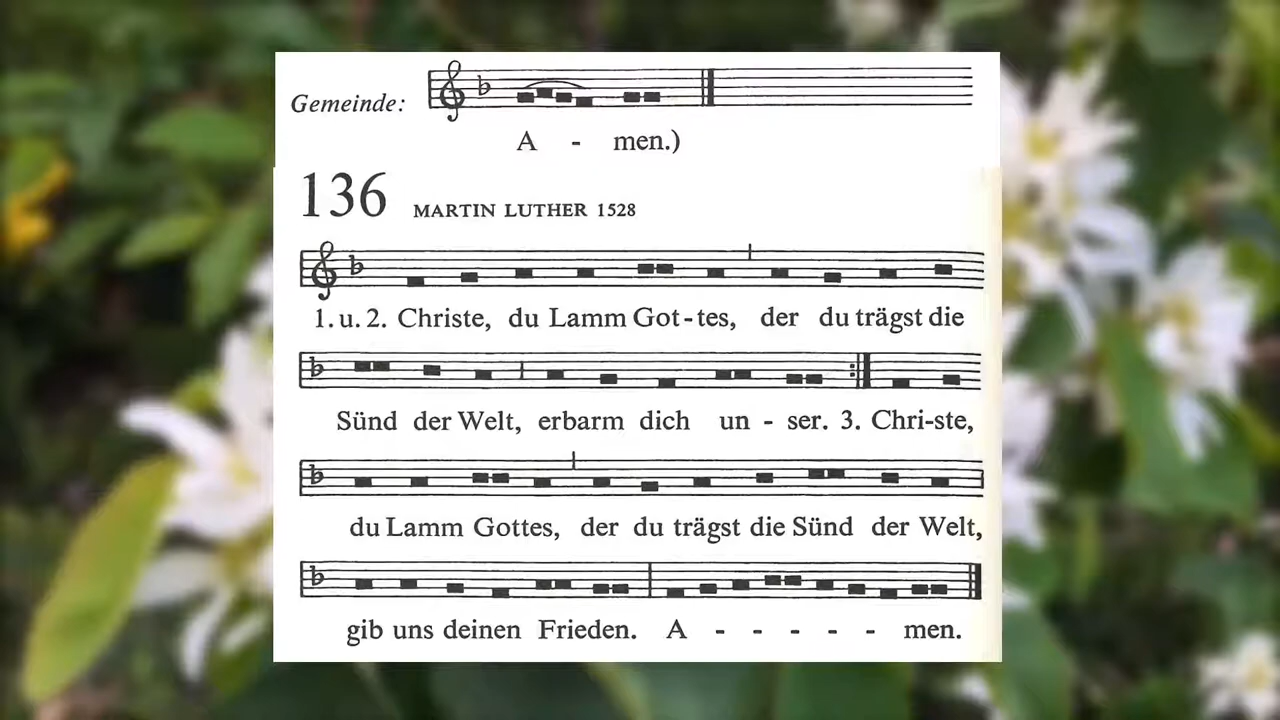 Gemeinde:
A - men.)
136 MARTIN LUTHER 1528
1. u. 2. Christe, du Lamm Got-tes, der du trägst die
Sünd der Welt, erbarm dich un - ser. 3. Chri-ste,
du Lamm Gottes, der du trägst die Sünd der Welt,
gib uns deinen Frieden. A - - - - - men.